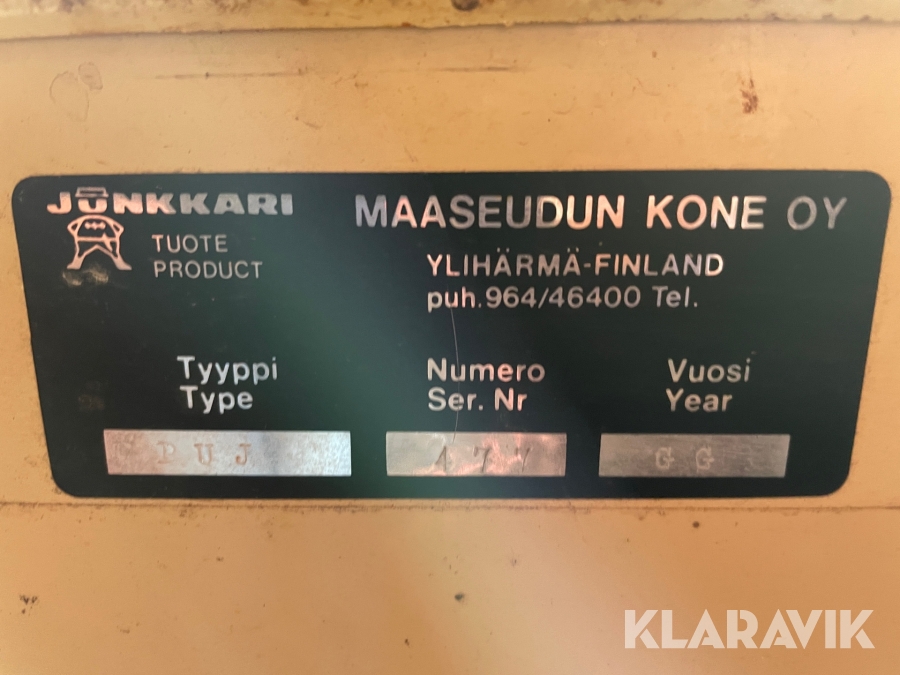 JUNKKARI
TUOTE
PRODUCT
MAASEUDUN KONE OY
YLIHÄRMÄ-FINLAND
puh.964/46400 Tel.
Tyyppi
Type
Numero
Ser. Nr
Vuosi
Year
PUJ
GG
KLARAVIK